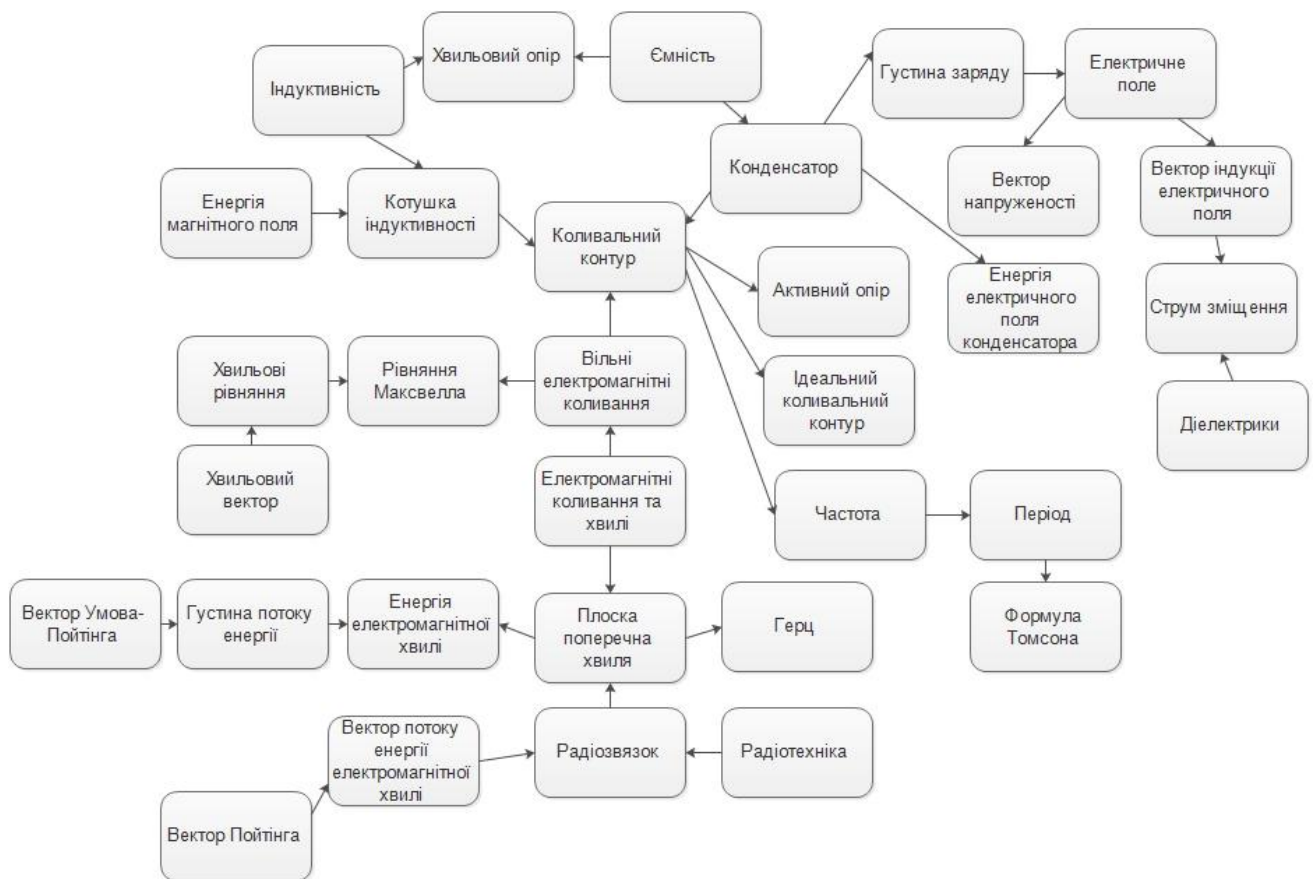 Хвильовий опір
Ємність
Індуктивність
Густина заряду
Електричне
поле
Конденсатор
Вектор
напруженості
Вектор індукції
електричного
поля
Енергія
магнітного поля
Котушка
індуктивності
Коливальний
контур
Активний опір
Енергія
електричного
поля
конденсатора
Струм зміщення
Хвильові
рівняння
Рівняння
Максвелла
Вільні
електромагнітні
коливання
Ідеальний
коливальний
контур
Діелектрики
Хвильовий
вектор
Електромагнітні
коливання та
хвилі
Частота
Період
Вектор Умова-
Пойтінга
Густина потоку
енергії
Енергія
електромагнітної
хвилі
Плоска
поперечна
хвиля
Герц
Формула
Томсона
Вектор потоку
енергії
електромагнітної
хвилі
Радіозвязок
Радіотехніка
Вектор Пойтінга